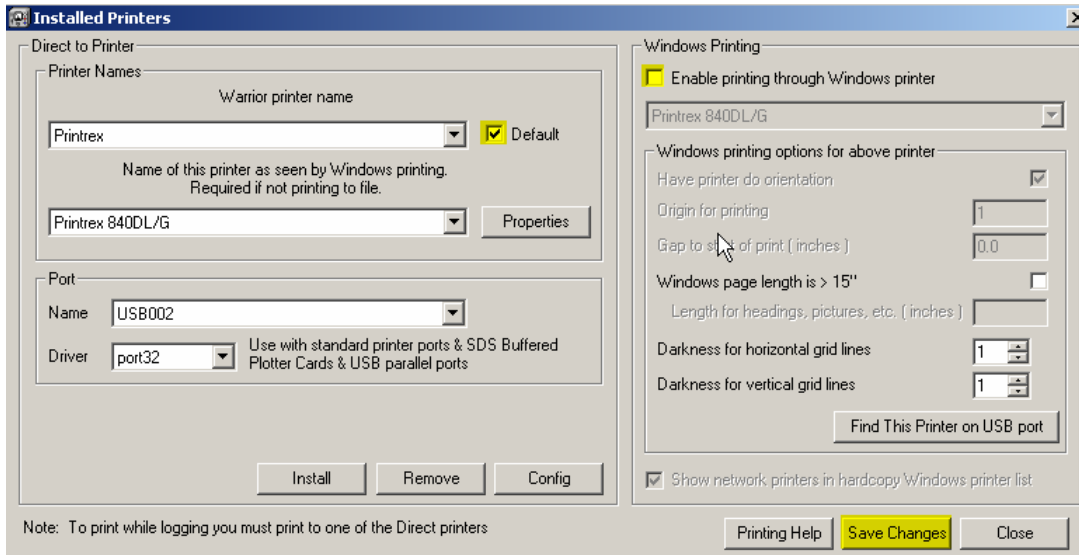 Installed Printers
Direct to Printer
Printer Names
Warrior printer name
Printrex
Default
Name of this printer as seen by Windows printing.
Required if not printing to file.
Printrex 840DL/G
Properties
Port
Name
USB002
Driver
port32
Use with standard printer ports & SDS Buffered
Plotter Cards & USB parallel ports
Install
Remove
Config
Note: To print while logging you must print to one of the Direct printers
Windows Printing
Enable printing through Windows printer
Printrex 840DL/G
Windows printing options for above printer
Have printer do orientation
Origin for printing
1
Gap to start of print ( inches )
0.0
Windows page length is > 15"
Length for headings, pictures, etc. ( inches )
Darkness for horizontal grid lines
1
Darkness for vertical grid lines
1
Find This Printer on USB port
Show network printers in hardcopy Windows printer list
Printing Help
Save Changes
Close